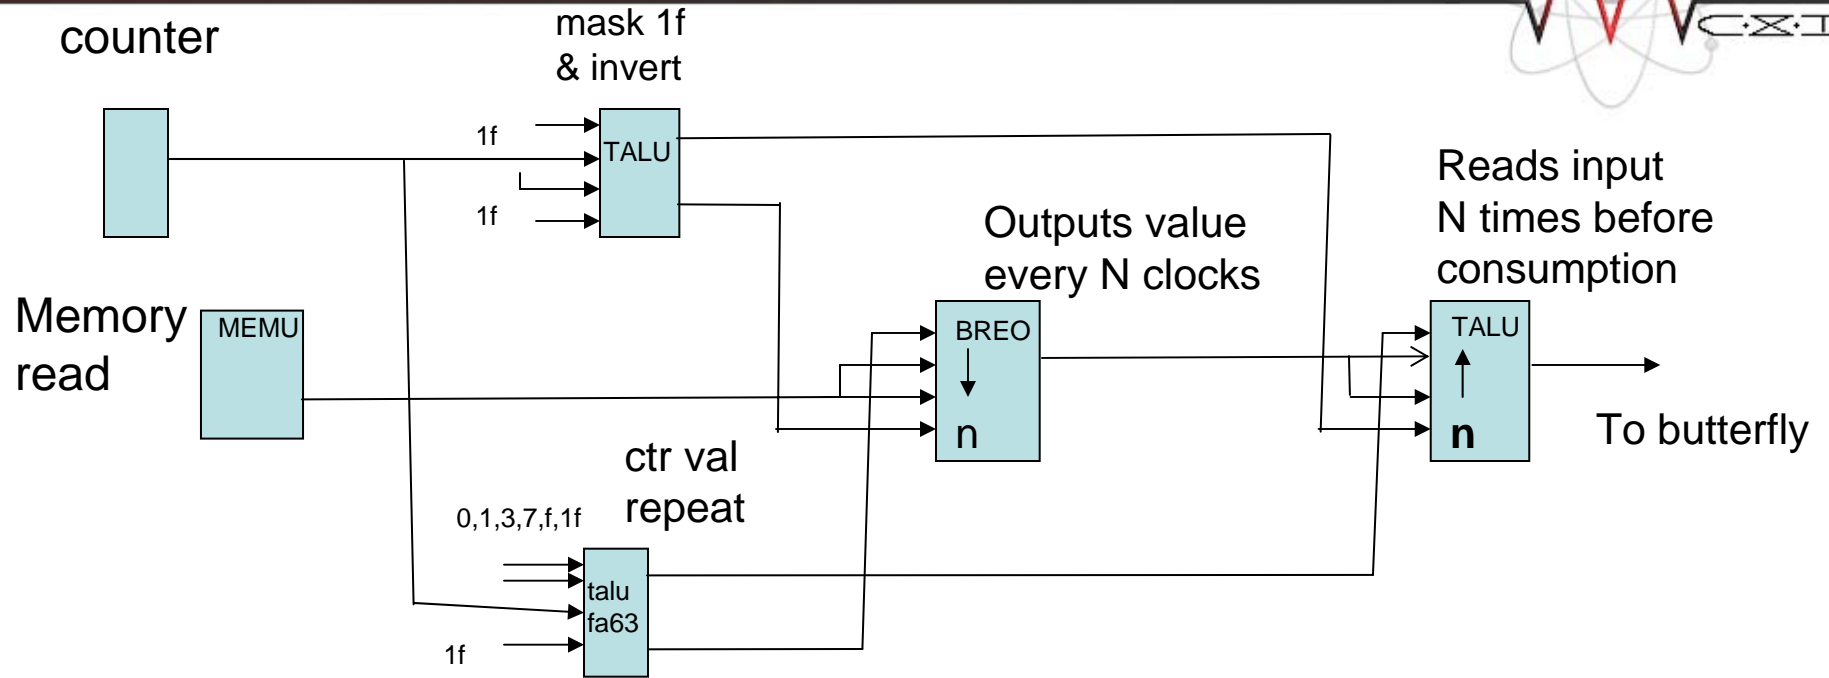 counter
mask 1f
& invert
1f
TALU
1f
Reads input
N times before
consumption
Outputs value
every N clocks
Memory
read
MEMU
BREO
n
TALU
n
To butterfly
ctr val
repeat
0,1,3,7,f,1f
talu
fa63
1f